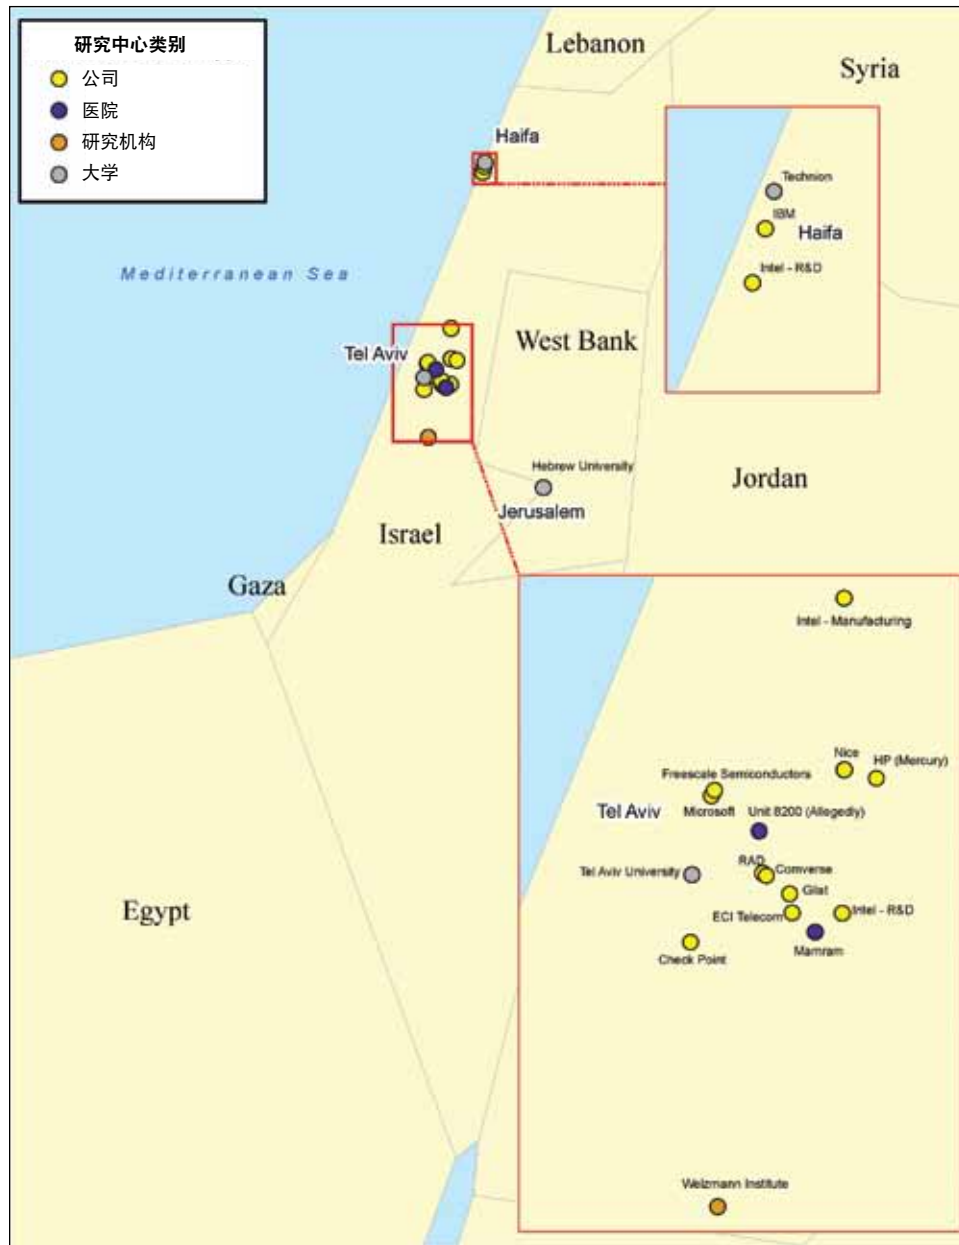 研究中心类别
公司
医院
研究机构
大学
Lebanon
Syria
Haifa
Technion
IBM
Haifa
Intel - R&D
Mediterranean Sea
Tel Aviv
West Bank
Hebrew University
Jordan
Jerusalem
Israel
Gaza
Egypt
Intel - Manufacturing
Nice
HP (Mercury)
Freescale Semiconductors
Microsoft
Tel Aviv
Unit 8200 (Allegedly)
RAD
Comverse
Tel Aviv University
Gilat
ECI Telecom
Intel - R&D
Mamram
Check Point
Weizmann Institute